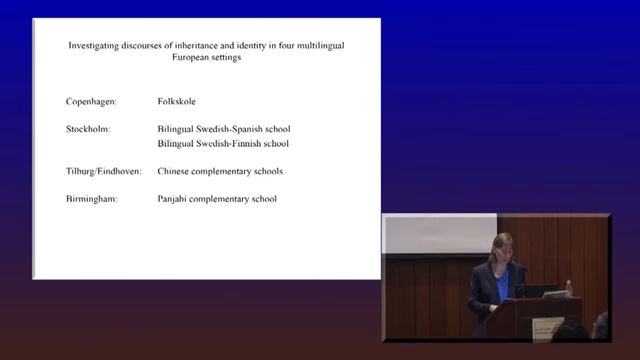 Investigating discourses of inheritance and identity in four multilingual
European settings
Copenhagen: Folkskole
Stockholm: Bilingual Swedish-Spanish school
Bilingual Swedish-Finnish school
Tilburg/Eindhoven: Chinese complementary schools
Birmingham: Panjabi complementary school